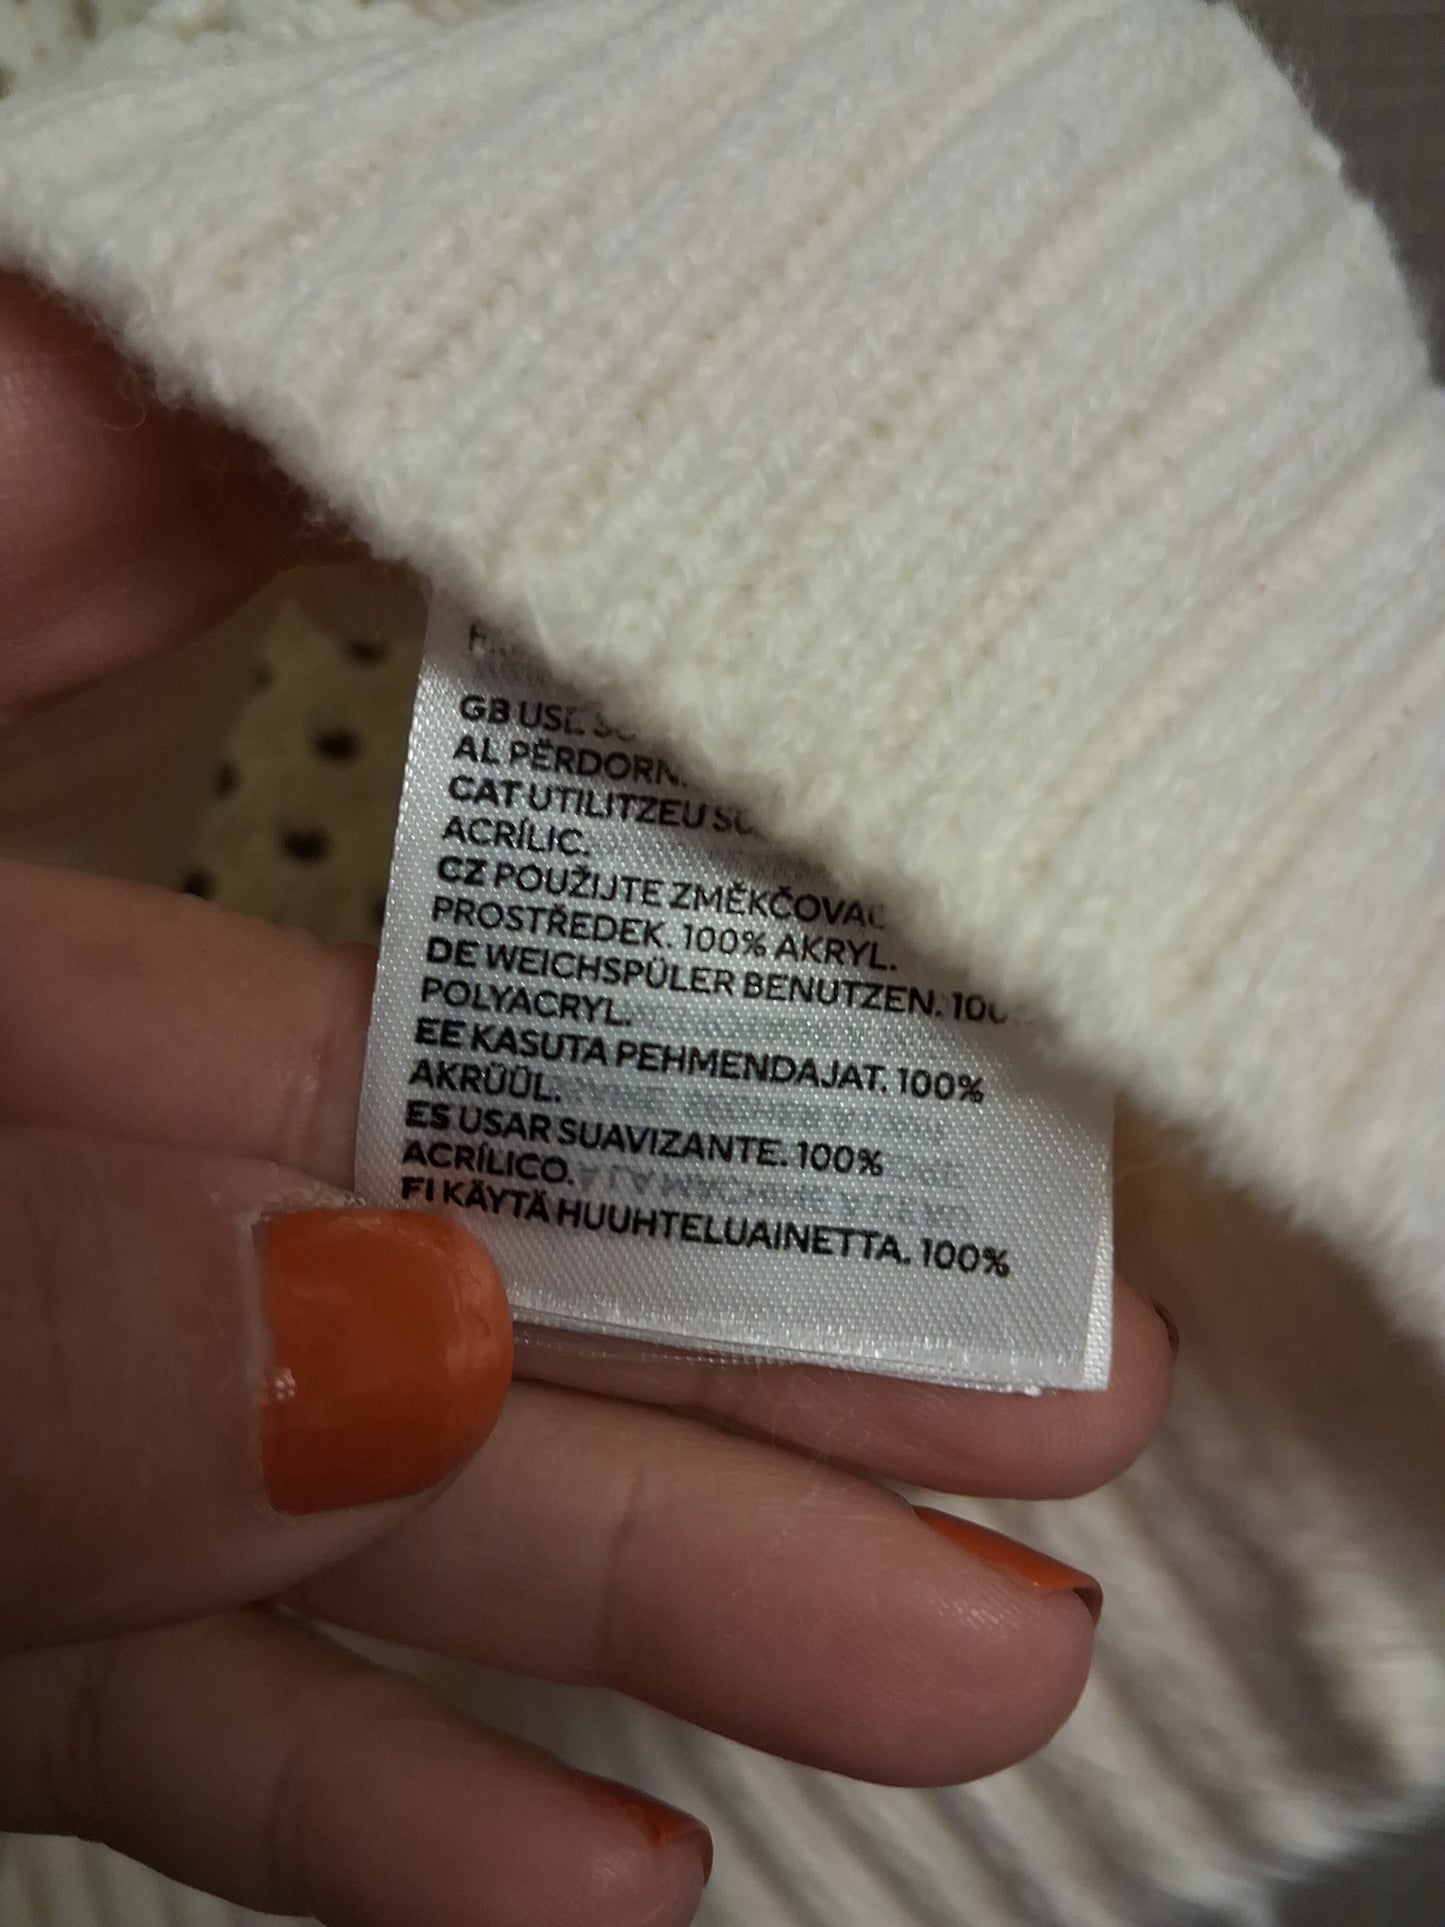 GB USE
AL PËRDORN
CAT UTILITZEU
ACRÍLIC.
CZ POUŽIJTE ZMĚKČOVAC
PROSTŘEDEK. 100% AKRYL.
DE WEICHSPÜLER BENUTZEN. 100
POLYACRYL.
EE KASUTA PEHMENDAJAT. 100%
AKRÜÜL.
ES USAR SUAVIZANTE. 100%
ACRÍLICO.
FI KÄYTÄ HUUHTELUAINETTA. 100%